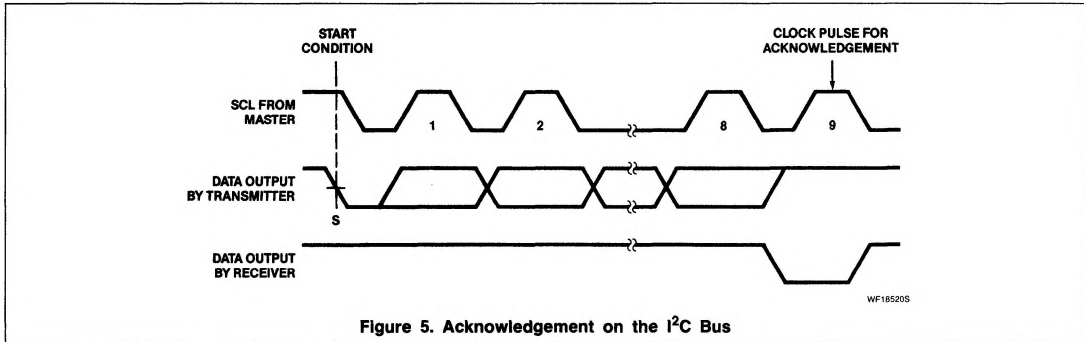 START
CONDITION
CLOCK PULSE FOR
ACKNOWLEDGEMENT
SCL FROM
MASTER
1
2
8
9
DATA OUTPUT
BY TRANSMITTER
S
DATA OUTPUT
BY RECEIVER
WF18520S
Figure 5. Acknowledgement on the I²C Bus